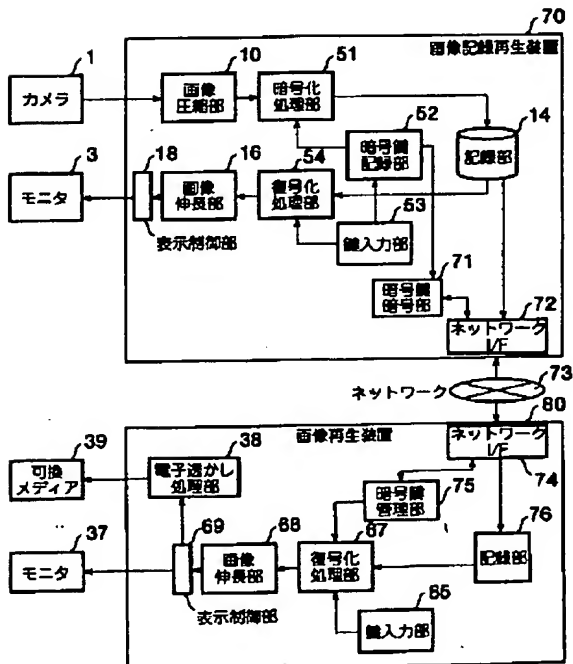 70
画像記録再生装置
1
カメラ
10
画像
圧縮部
51
暗号化
処理部
52
暗号鍵
記録部
14
記録部
3
モニタ
18
16
画像
伸長部
54
復号化
処理部
53
鍵入力部
表示制御部
71
暗号鍵
暗号部
72
ネットワーク
I/F
ネットワーク
73
80
画像再生装置
ネットワーク
I/F
74
39
可換
メディア
38
電子透かし
処理部
75
暗号鍵
管理部
76
記録部
37
モニタ
69
68
画像
伸長部
67
復号化
処理部
表示制御部
65
鍵入力部